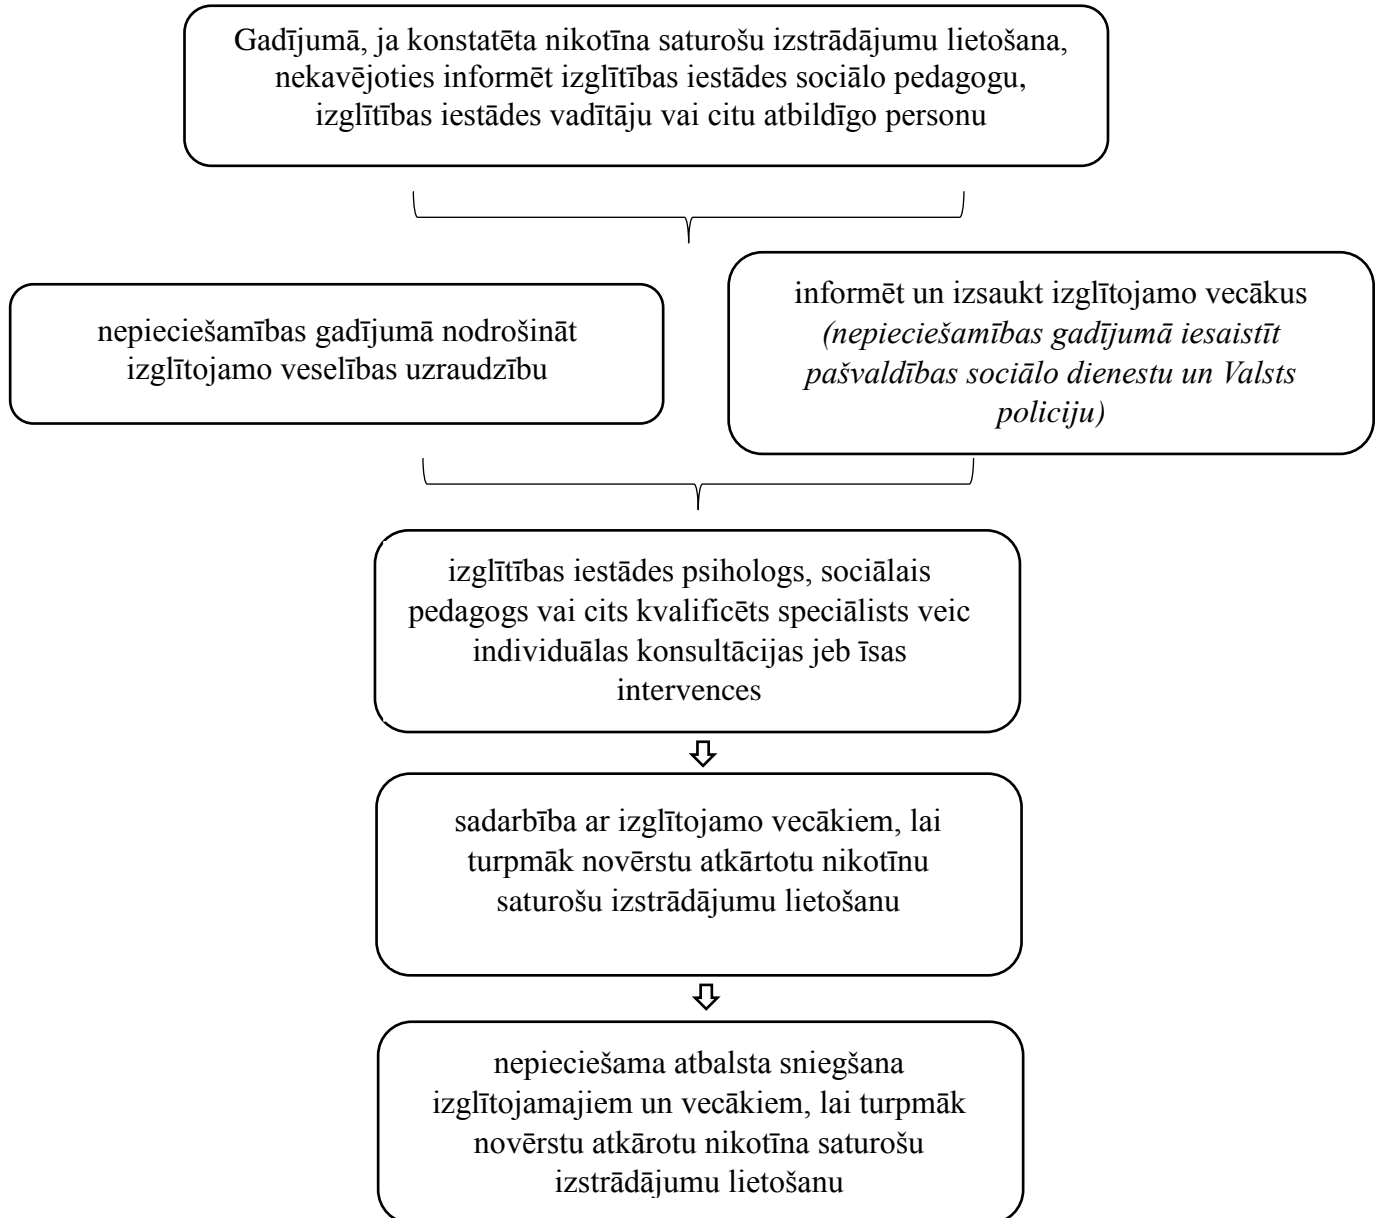 Gadījumā, ja konstatēta nikotīna saturošu izstrādājumu lietošana,
nekavējoties informēt izglītības iestādes sociālo pedagogu,
izglītības iestādes vadītāju vai citu atbildīgo personu
nepieciešamības gadījumā nodrošināt
izglītojamo veselības uzraudzību
informēt un izsaukt izglītojamo vecākus
(nepieciešamības gadījumā iesaistīt
pašvaldības sociālo dienestu un Valsts
policiju)
izglītības iestādes psihologs, sociālais
pedagogs vai cits kvalificēts speciālists veic
individuālas konsultācijas jeb īsas
intervences
sadarbība ar izglītojamo vecākiem, lai
turpmāk novērstu atkārtotu nikotīnu
saturošu izstrādājumu lietošanu
nepieciešama atbalsta sniegšana
izglītojamajiem un vecākiem, lai turpmāk
novērstu atkārotu nikotīna saturošu
izstrādājumu lietošanu